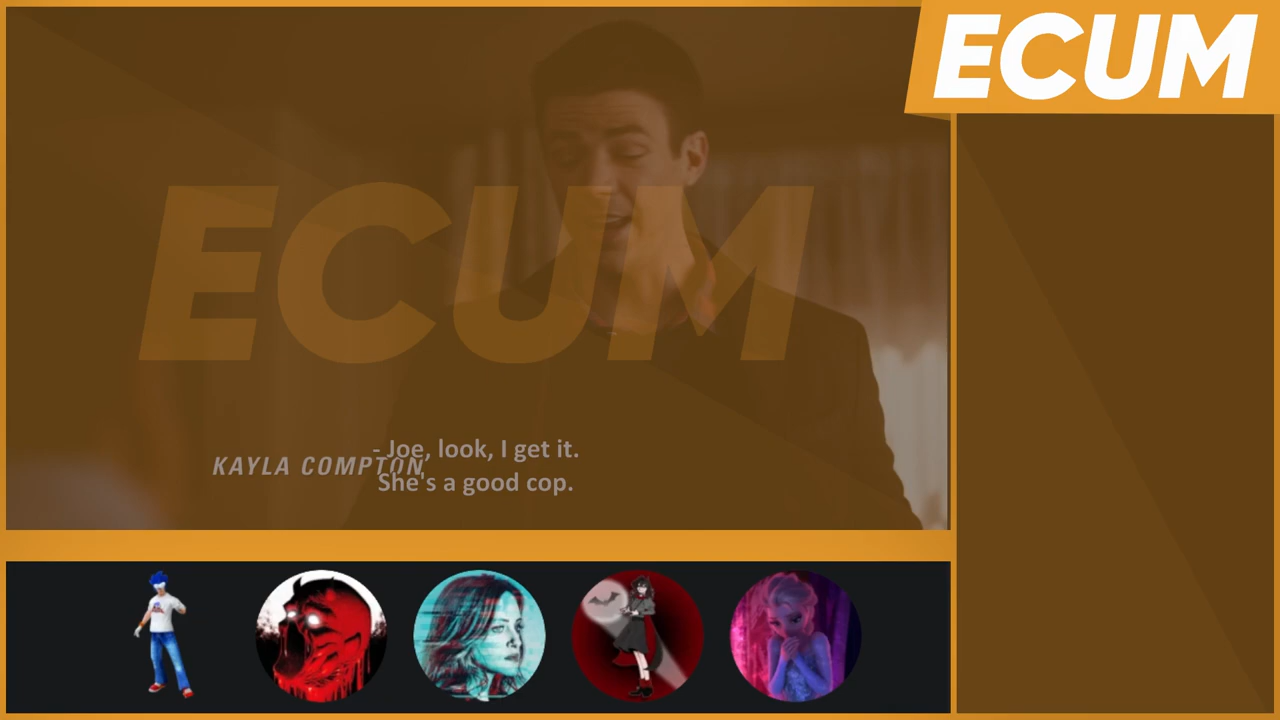 ECUM
ECUM
KAYLA COMPTON
- Joe, look, I get it.
She's a good cop.